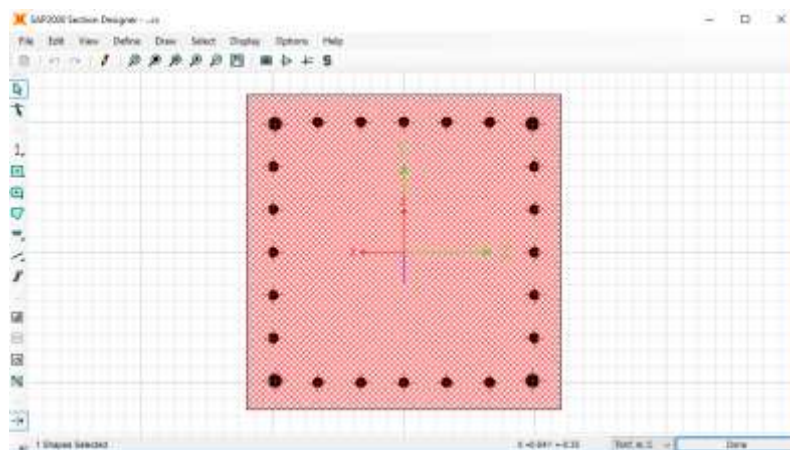 SAP2000 Section Designer -
File Edit View Define Draw Select Display Options Help
1 Shapes Selected
Done